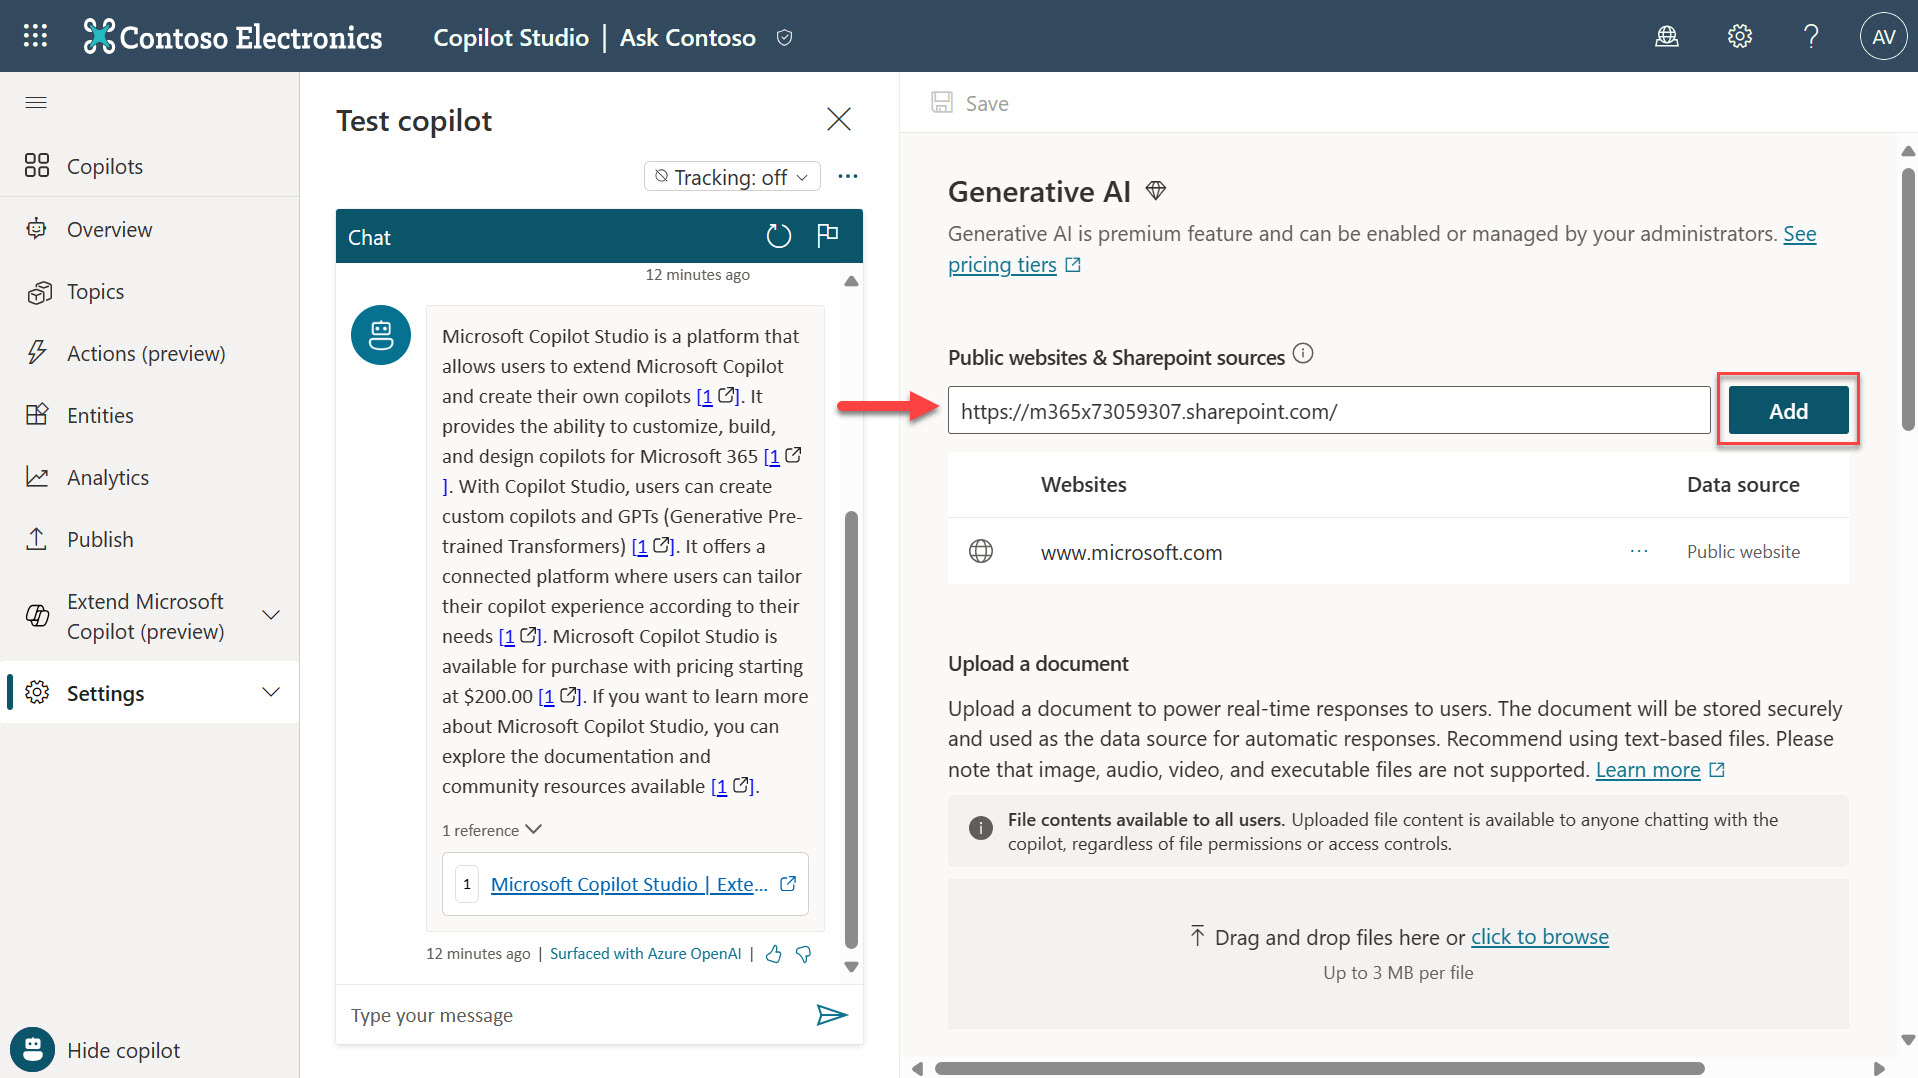 Contoso Electronics
Copilot Studio | Ask Contoso
?
AV
Copilots
Overview
Topics
Actions (preview)
Entities
Analytics
Publish
Extend Microsoft
Copilot (preview)
Settings
Hide copilot
Test copilot
Tracking: off
Chat
12 minutes ago
Microsoft Copilot Studio is a platform that
allows users to extend Microsoft Copilot
and create their own copilots [1]. It
provides the ability to customize, build,
and design copilots for Microsoft 365 [1
]. With Copilot Studio, users can create
custom copilots and GPTs (Generative Pre-
trained Transformers) [1]. It offers a
connected platform where users can tailor
their copilot experience according to their
needs [1]. Microsoft Copilot Studio is
available for purchase with pricing starting
at $200.00 [1]. If you want to learn more
about Microsoft Copilot Studio, you can
explore the documentation and
community resources available [1].
1 reference
1 Microsoft Copilot Studio | Exte...
12 minutes ago | Surfaced with Azure OpenAI |
Type your message
Save
Generative AI
Generative AI is premium feature and can be enabled or managed by your administrators. See
pricing tiers
Public websites & Sharepoint sources
https://m365x73059307.sharepoint.com/
Add
Websites Data source
www.microsoft.com ... Public website
Upload a document
Upload a document to power real-time responses to users. The document will be stored securely
and used as the data source for automatic responses. Recommend using text-based files. Please
note that image, audio, video, and executable files are not supported. Learn more
File contents available to all users. Uploaded file content is available to anyone chatting with the
copilot, regardless of file permissions or access controls.
Drag and drop files here or click to browse
Up to 3 MB per file